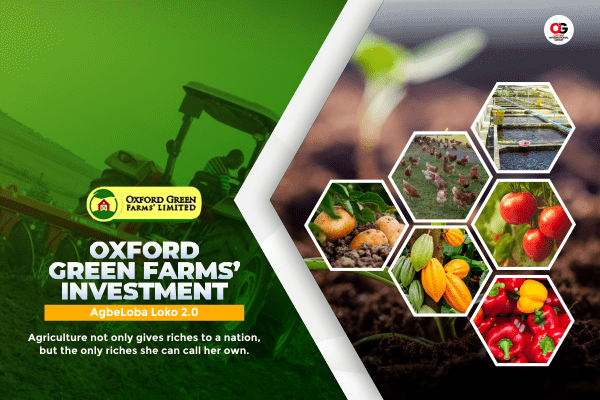 OXFORD GREEN
FARMS' LIMITED
OXFORD
GREEN FARMS'
INVESTMENT
AgbeLoba Loko 2.0
Agriculture not only gives riches to a nation,
but the only riches she can call her own.
OG